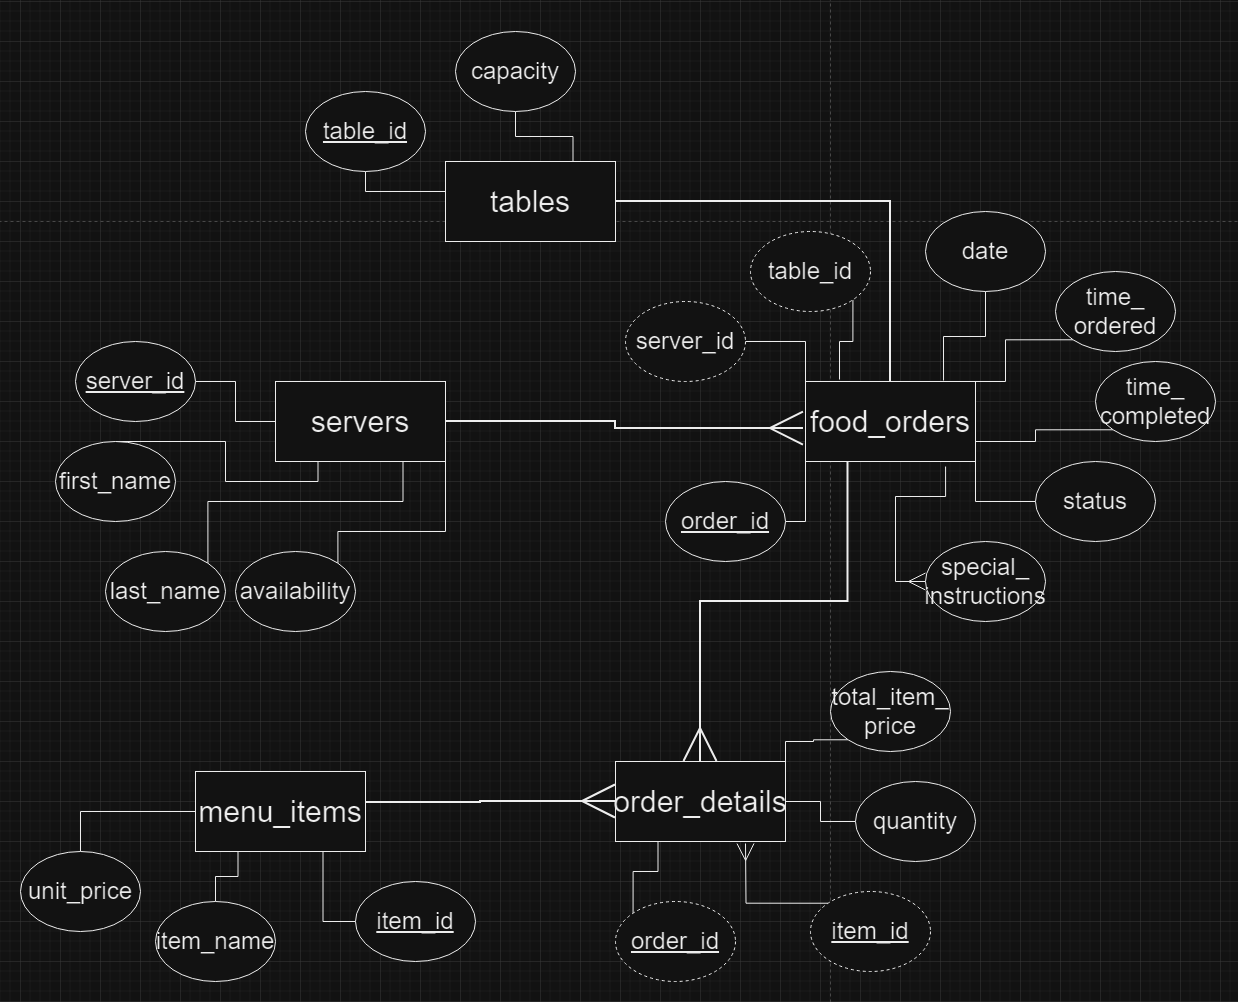 capacity
table_id
tables
date
table_id
time_
ordered
server_id
server_id
time_
completed
servers
food_orders
first_name
status
order_id
special_
instructions
last_name
availability
total_item_
price
menu_items
order_details
quantity
unit_price
item_name
item_id
order_id
item_id